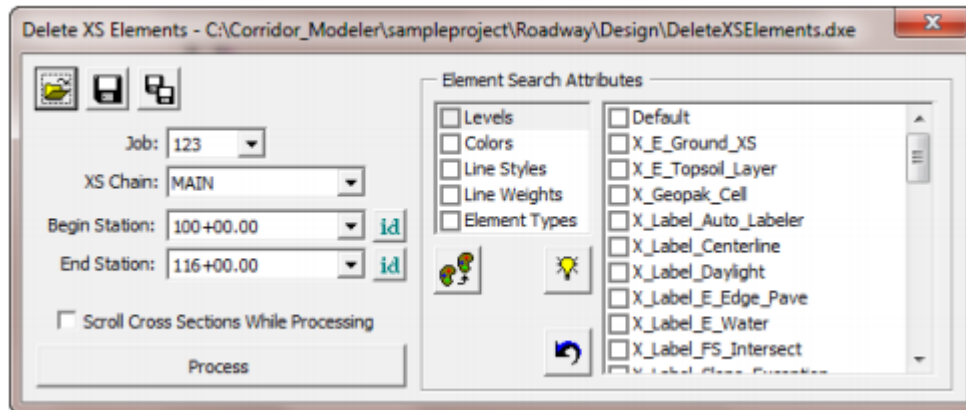 Delete XS Elements - C:\Corridor_Modeler\sampleproject\Roadway\Design\DeleteXSElements.dxe
Job: 123
XS Chain: MAIN
Begin Station: 100+00.00 id
End Station: 116+00.00 id
Scroll Cross Sections While Processing
Process
Element Search Attributes
Levels
Colors
Line Styles
Line Weights
Element Types
Default
X_E_Ground_XS
X_E_Topsoil_Layer
X_Geopak_Cell
X_Label_Auto_Labeler
X_Label_Centerline
X_Label_Daylight
X_Label_E_Edge_Pave
X_Label_E_Water
X_Label_FS_Intersect